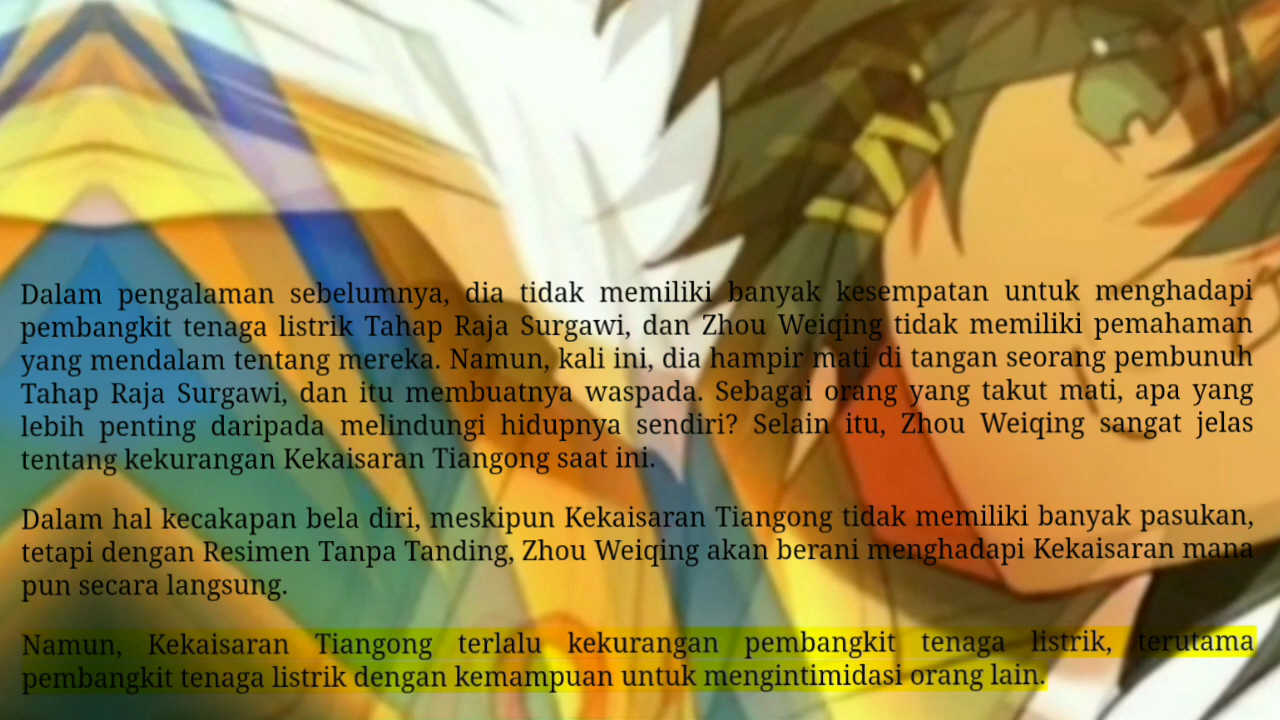 Dalam pengalaman sebelumnya, dia tidak memiliki banyak kesempatan untuk menghadapi
pembangkit tenaga listrik Tahap Raja Surgawi, dan Zhou Weiqing tidak memiliki pemahaman
yang mendalam tentang mereka. Namun, kali ini, dia hampir mati di tangan seorang pembunuh
Tahap Raja Surgawi, dan itu membuatnya waspada. Sebagai orang yang takut mati, apa yang
lebih penting daripada melindungi hidupnya sendiri? Selain itu, Zhou Weiqing sangat jelas
tentang kekurangan Kekaisaran Tiangong saat ini.
Dalam hal kecakapan bela diri, meskipun Kekaisaran Tiangong tidak memiliki banyak pasukan,
tetapi dengan Resimen Tanpa Tanding, Zhou Weiqing akan berani menghadapi Kekaisaran mana
pun secara langsung.
Namun, Kekaisaran Tiangong terlalu kekurangan pembangkit tenaga listrik, terutama
pembangkit tenaga listrik dengan kemampuan untuk mengintimidasi orang lain.